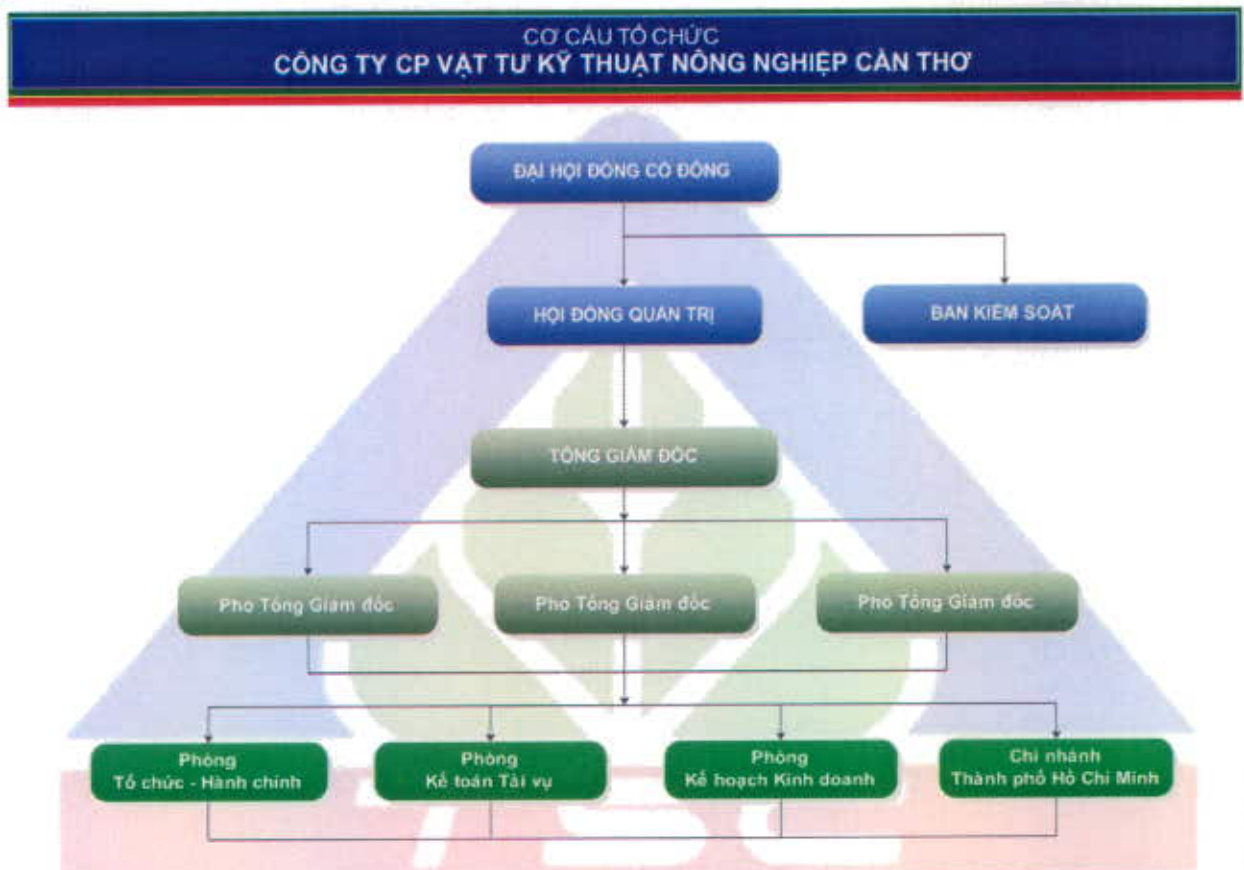 CƠ CẤU TỔ CHỨC
CÔNG TY CP VẬT TƯ KỸ THUẬT NÔNG NGHIỆP CẦN THƠ
ĐẠI HỘI ĐỒNG CỔ ĐÔNG
HỘI ĐỒNG QUẢN TRỊ
BAN KIỂM SOÁT
TỔNG GIÁM ĐỐC
Phó Tổng Giám đốc
Phó Tổng Giám đốc
Phó Tổng Giám đốc
Phòng
Tổ chức - Hành chính
Phòng
Kế toán Tài vụ
Phòng
Kế hoạch Kinh doanh
Chi nhánh
Thành phố Hồ Chí Minh
TSC